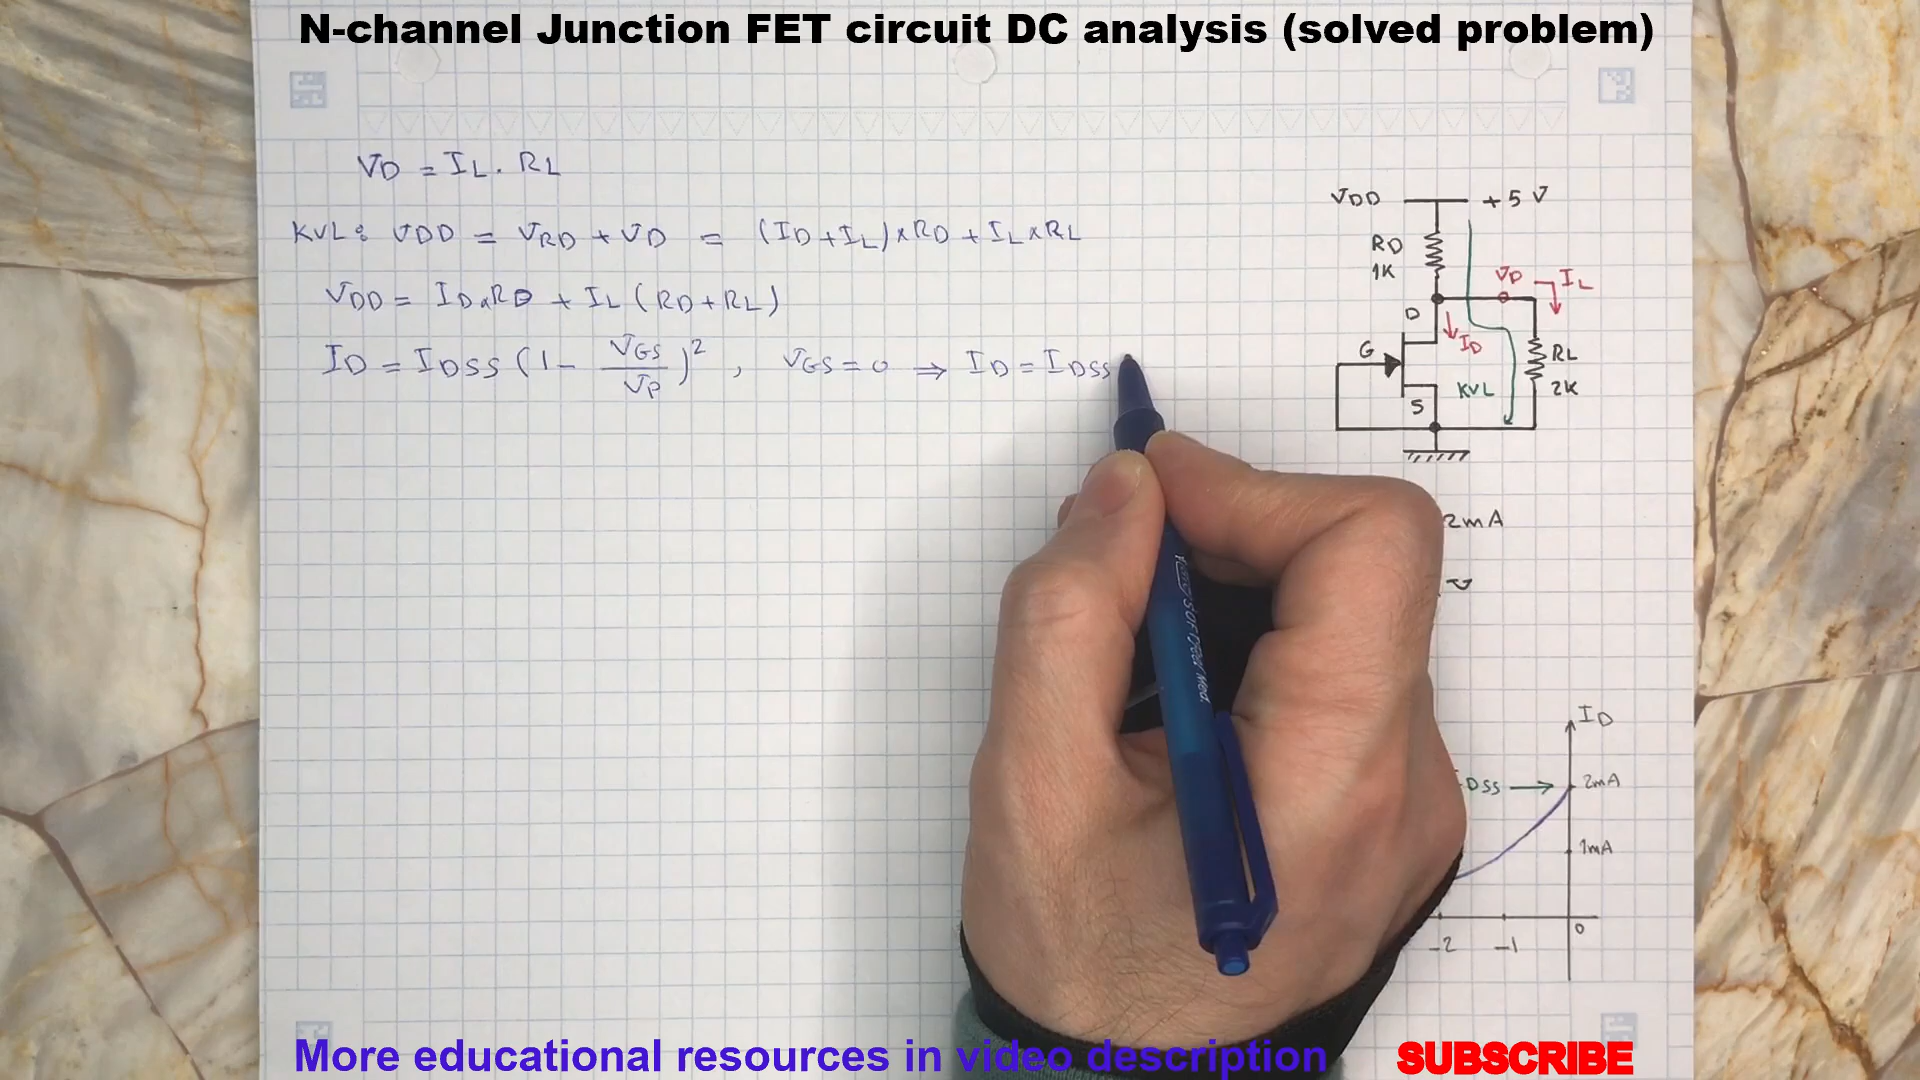 N-channel Junction FET circuit DC analysis (solved problem)
VD = IL . RL
KVL: VDD = VRD + VD = (ID+IL)×RD + IL×RL
VDD = ID×RD + IL (RD+RL)
ID = IDSS (1- VGS/VP)², VGS=0 ⇒ ID = IDSS
VDD +5V
RD
1K
VD IL
D
ID
G
RL
2K
KVL
S
2mA
V
ID
DSS → 2mA
1mA
-2 -1 0
More educational resources in video description SUBSCRIBE